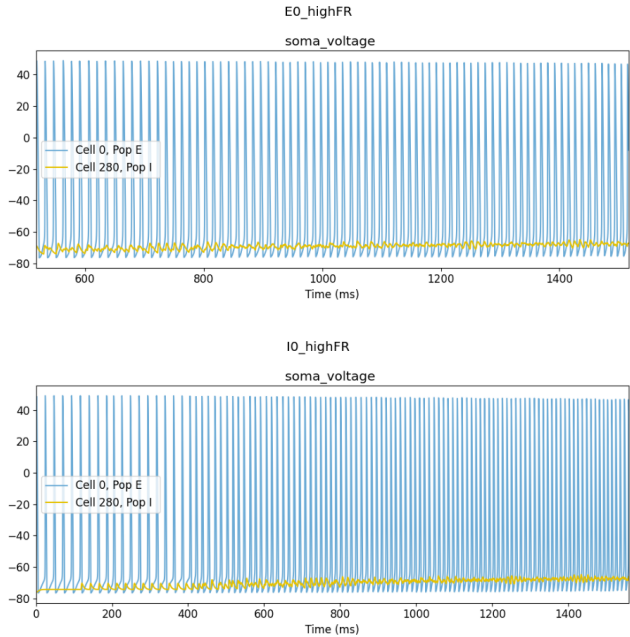 E0_highFR
soma_voltage
40
20
0
−20
−40
−60
−80
Cell 0, Pop E
Cell 280, Pop I
600
800
1000
1200
1400
Time (ms)
I0_highFR
soma_voltage
40
20
0
−20
−40
−60
−80
Cell 0, Pop E
Cell 280, Pop I
0
200
400
600
800
1000
1200
1400
Time (ms)